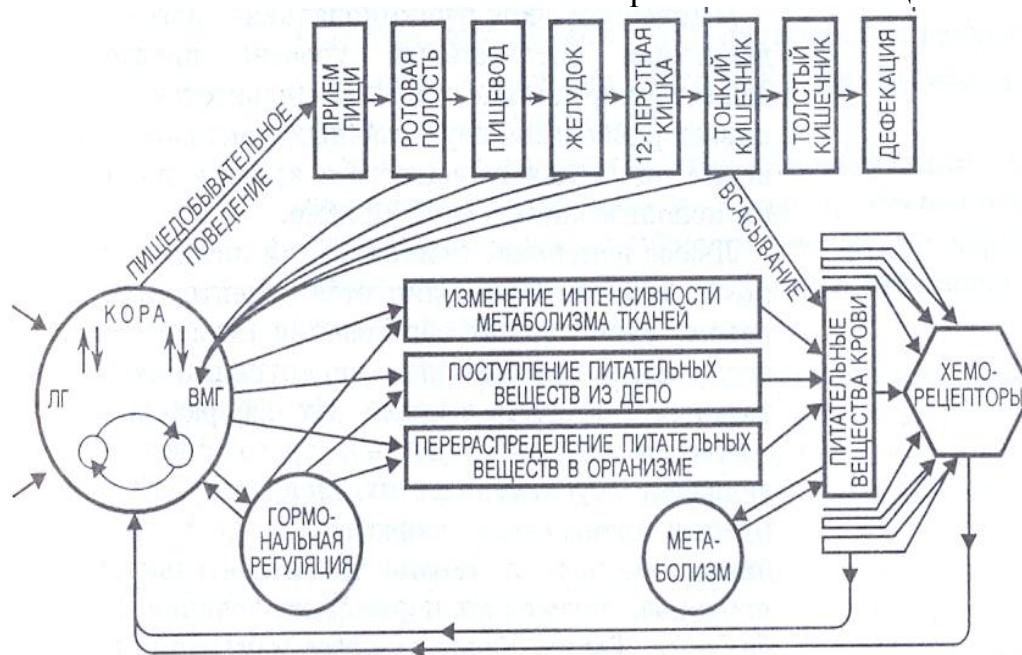 ПРИЕМ
ПИЩИ
РОТОВАЯ
ПОЛОСТЬ
ПИЩЕВОД
ЖЕЛУДОК
12-ПЕРСТНАЯ
КИШКА
ТОНКИЙ
КИШЕЧНИК
ТОЛСТЫЙ
КИШЕЧНИК
ДЕФЕКАЦИЯ
ПИЩЕДОБЫВАТЕЛЬНОЕ
ПОВЕДЕНИЕ
ВСАСЫВАНИЕ
КОРА
ЛГ
ВМГ
ИЗМЕНЕНИЕ ИНТЕНСИВНОСТИ
МЕТАБОЛИЗМА ТКАНЕЙ
ПОСТУПЛЕНИЕ ПИТАТЕЛЬНЫХ
ВЕЩЕСТВ ИЗ ДЕПО
ПЕРЕРАСПРЕДЕЛЕНИЕ ПИТАТЕЛЬНЫХ
ВЕЩЕСТВ В ОРГАНИЗМЕ
ПИТАТЕЛЬНЫЕ
ВЕЩЕСТВА КРОВИ
ХЕМО-
РЕЦЕПТОРЫ
ГОРМО-
НАЛЬНАЯ
РЕГУЛЯЦИЯ
МЕТА-
БОЛИЗМ